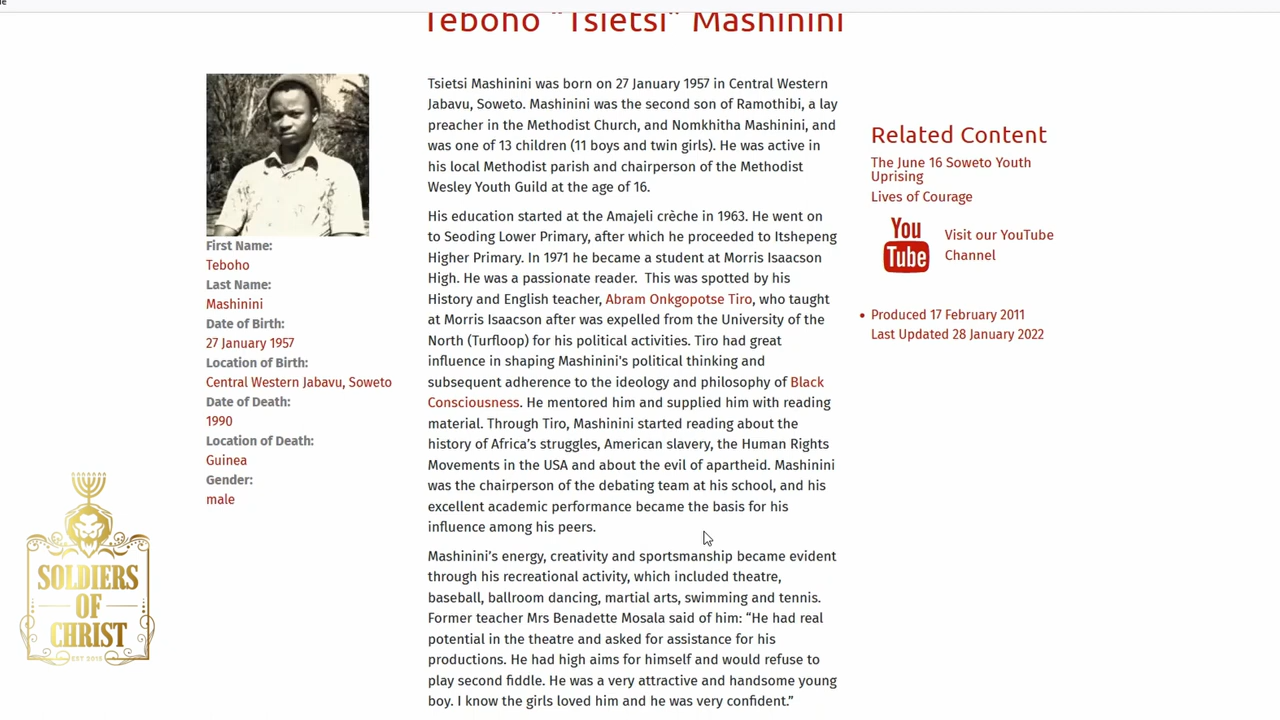 Teboho "Tsietsi" Mashinini
First Name:
Teboho
Last Name:
Mashinini
Date of Birth:
27 January 1957
Location of Birth:
Central Western Jabavu, Soweto
Date of Death:
1990
Location of Death:
Guinea
Gender:
male
Tsietsi Mashinini was born on 27 January 1957 in Central Western
Jabavu, Soweto. Mashinini was the second son of Ramothibi, a lay
preacher in the Methodist Church, and Nomkhitha Mashinini, and
was one of 13 children (11 boys and twin girls). He was active in
his local Methodist parish and chairperson of the Methodist
Wesley Youth Guild at the age of 16.
His education started at the Amajeli crèche in 1963. He went on
to Seoding Lower Primary, after which he proceeded to Itshepeng
Higher Primary. In 1971 he became a student at Morris Isaacson
High. He was a passionate reader.  This was spotted by his
History and English teacher, Abram Onkgopotse Tiro, who taught
at Morris Isaacson after was expelled from the University of the
North (Turfloop) for his political activities. Tiro had great
influence in shaping Mashinini's political thinking and
subsequent adherence to the ideology and philosophy of Black
Consciousness. He mentored him and supplied him with reading
material. Through Tiro, Mashinini started reading about the
history of Africa's struggles, American slavery, the Human Rights
Movements in the USA and about the evil of apartheid. Mashinini
was the chairperson of the debating team at his school, and his
excellent academic performance became the basis for his
influence among his peers.
Mashinini's energy, creativity and sportsmanship became evident
through his recreational activity, which included theatre,
baseball, ballroom dancing, martial arts, swimming and tennis.
Former teacher Mrs Benadette Mosala said of him: "He had real
potential in the theatre and asked for assistance for his
productions. He had high aims for himself and would refuse to
play second fiddle. He was a very attractive and handsome young
boy. I know the girls loved him and he was very confident."
Related Content
The June 16 Soweto Youth
Uprising
Lives of Courage
You
Tube
Visit our YouTube
Channel
Produced 17 February 2011
Last Updated 28 January 2022
SOLDIERS
OF
CHRIST